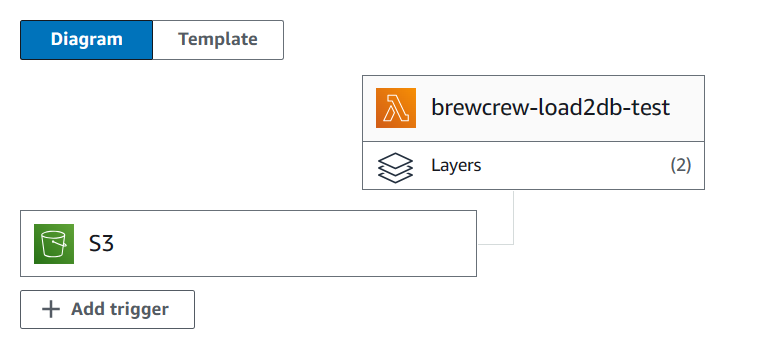 Diagram Template
brewcrew-load2db-test
Layers (2)
S3
Add trigger